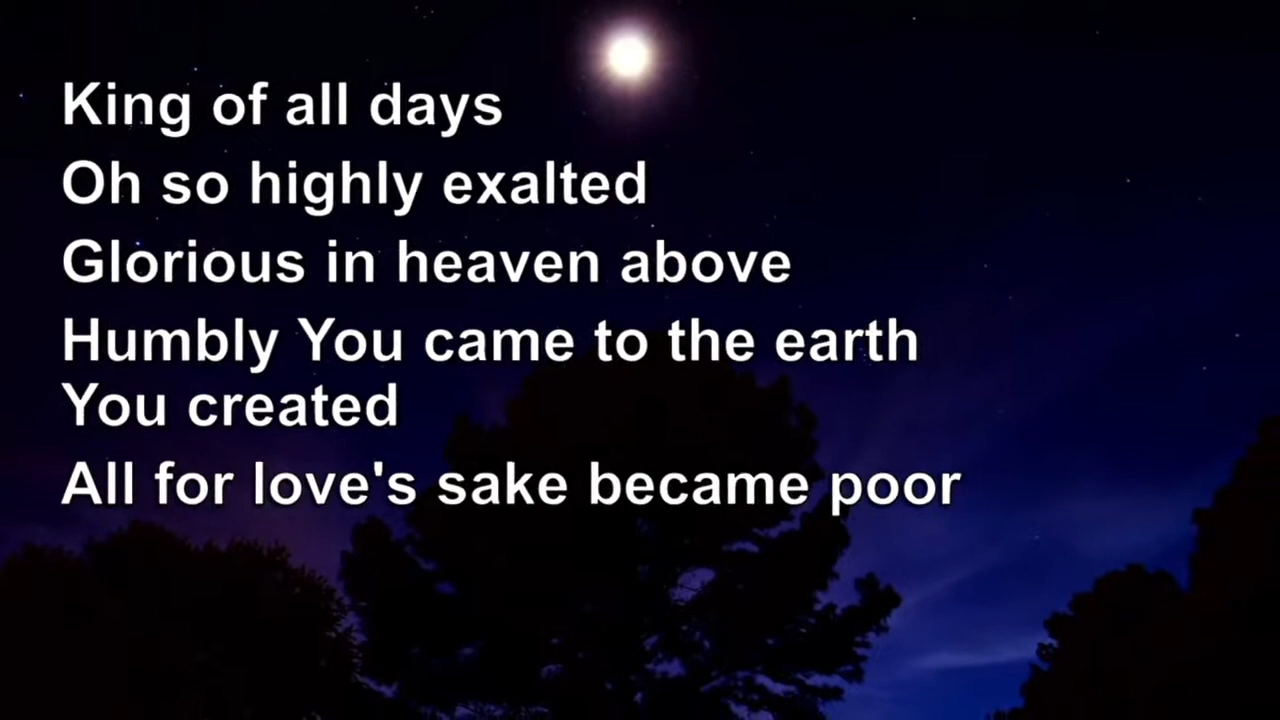 King of all days
Oh so highly exalted
Glorious in heaven above
Humbly You came to the earth
You created
All for love's sake became poor